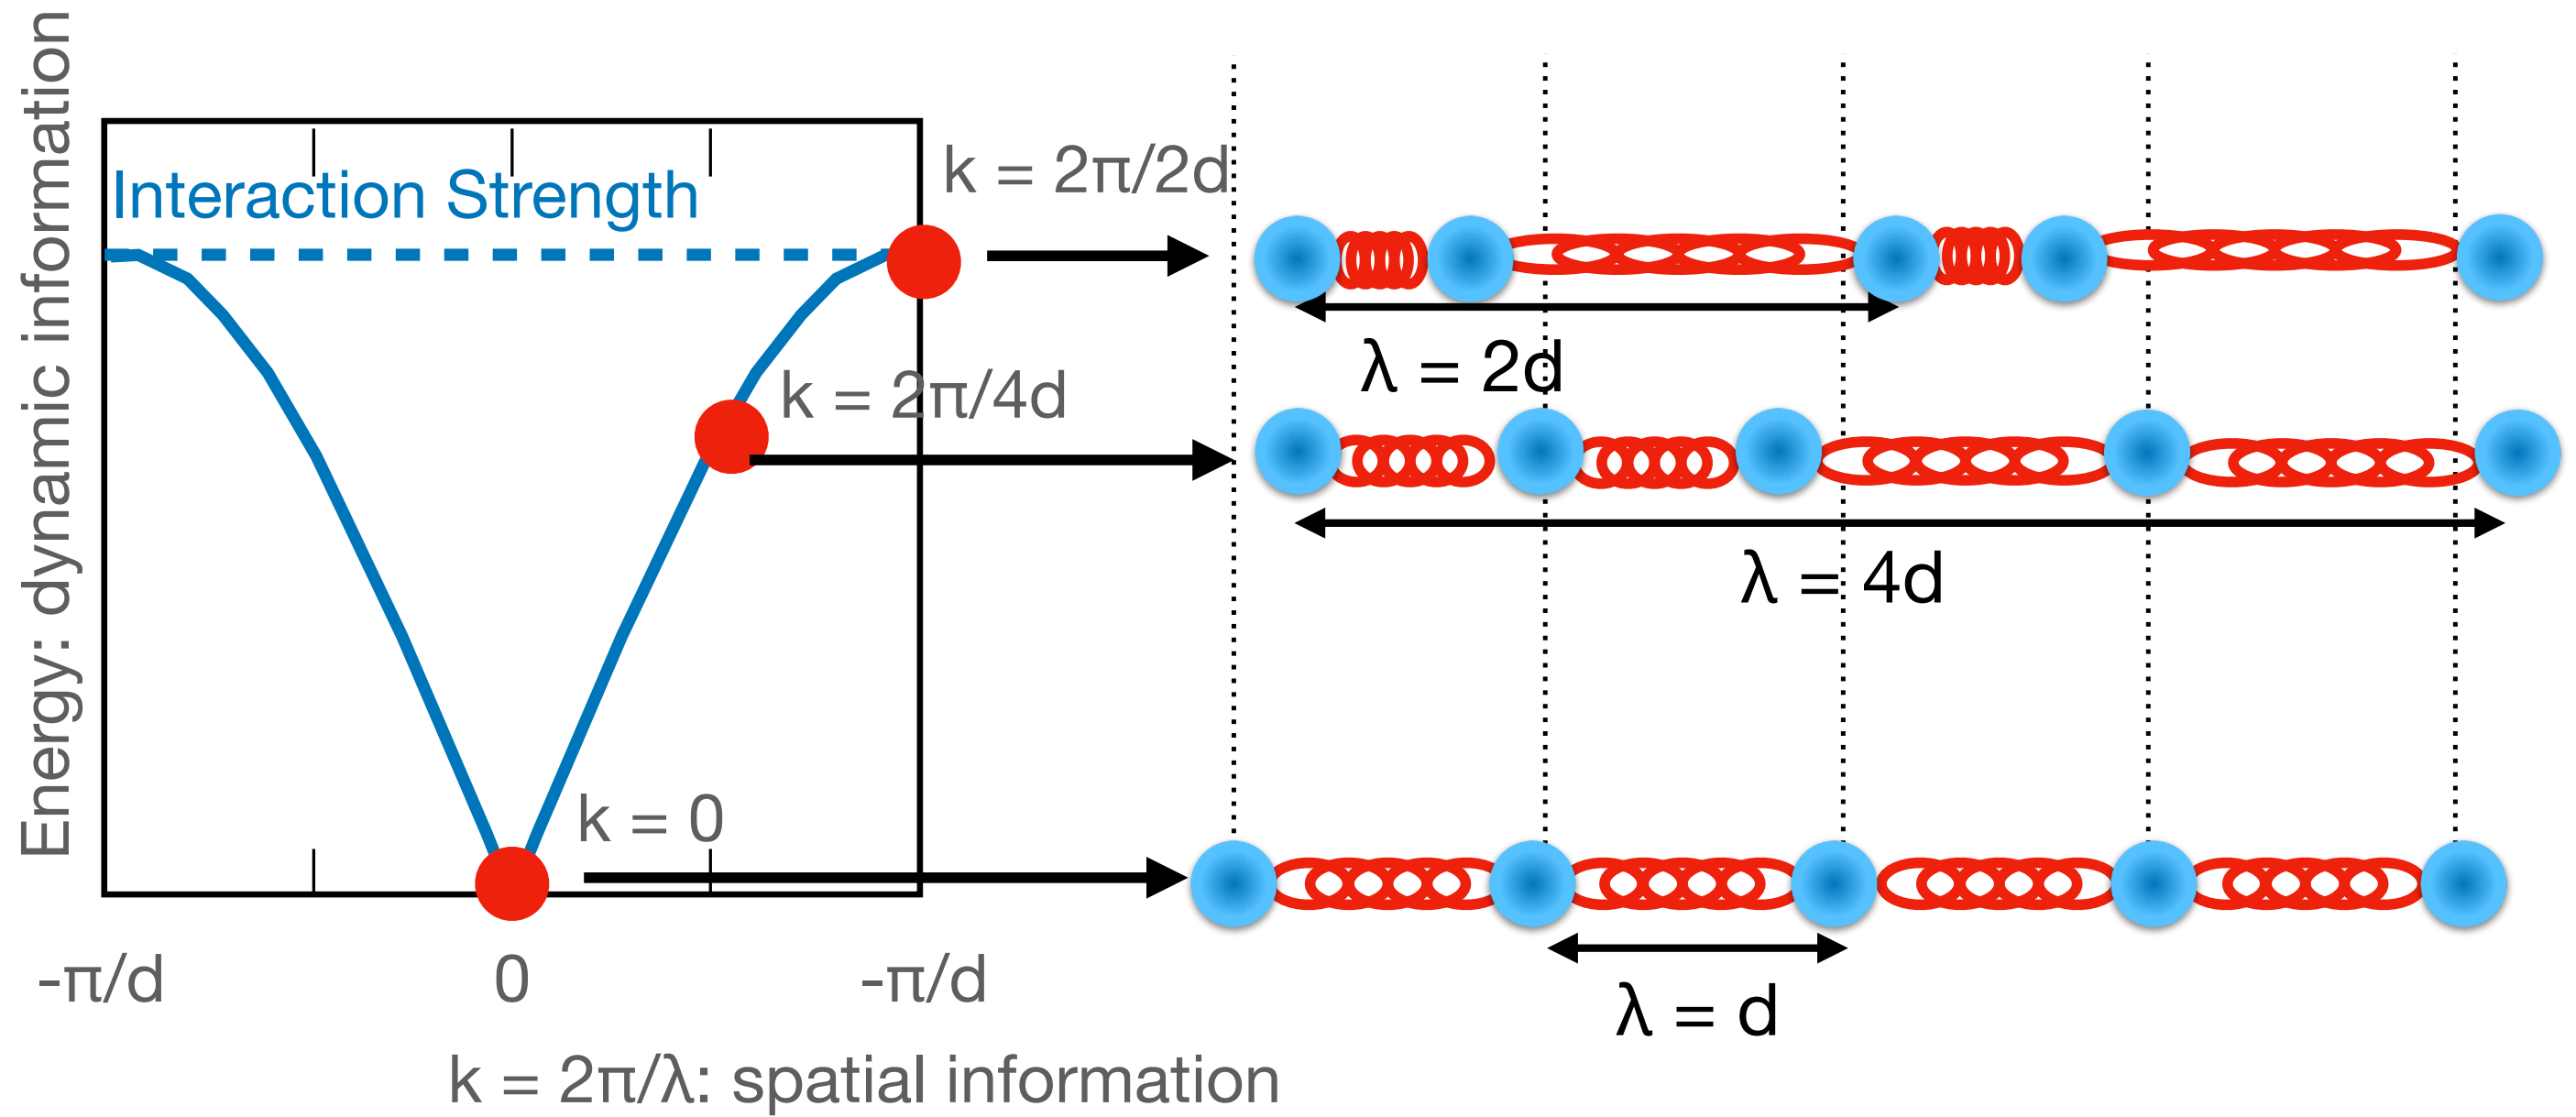 Energy: dynamic information
Interaction Strength
k = 2π/2d
λ = 2d
k = 2π/4d
λ = 4d
k = 0
λ = d
-π/d
0
-π/d
k = 2π/λ: spatial information